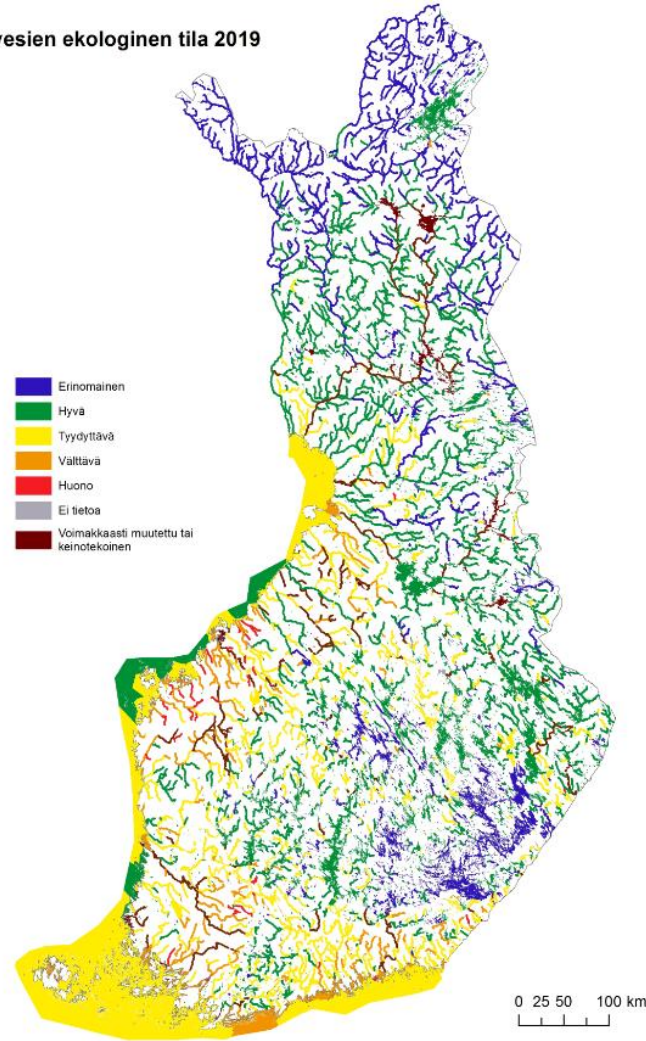 vesien ekologinen tila 2019
Erinomainen
Hyvä
Tyydyttävä
Välttävä
Huono
Ei tietoa
Voimakkaasti muutettu tai
keinotekoinen
0 25 50 100 km